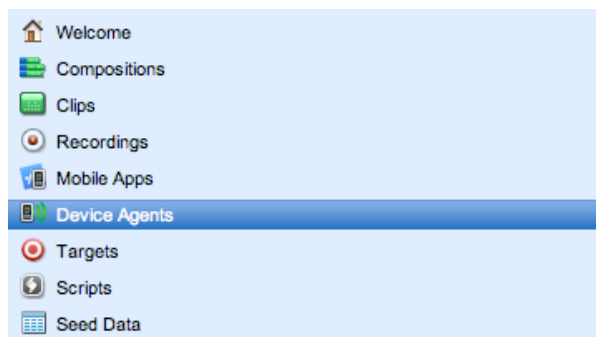 Welcome
Compositions
Clips
Recordings
Mobile Apps
Device Agents
Targets
Scripts
Seed Data